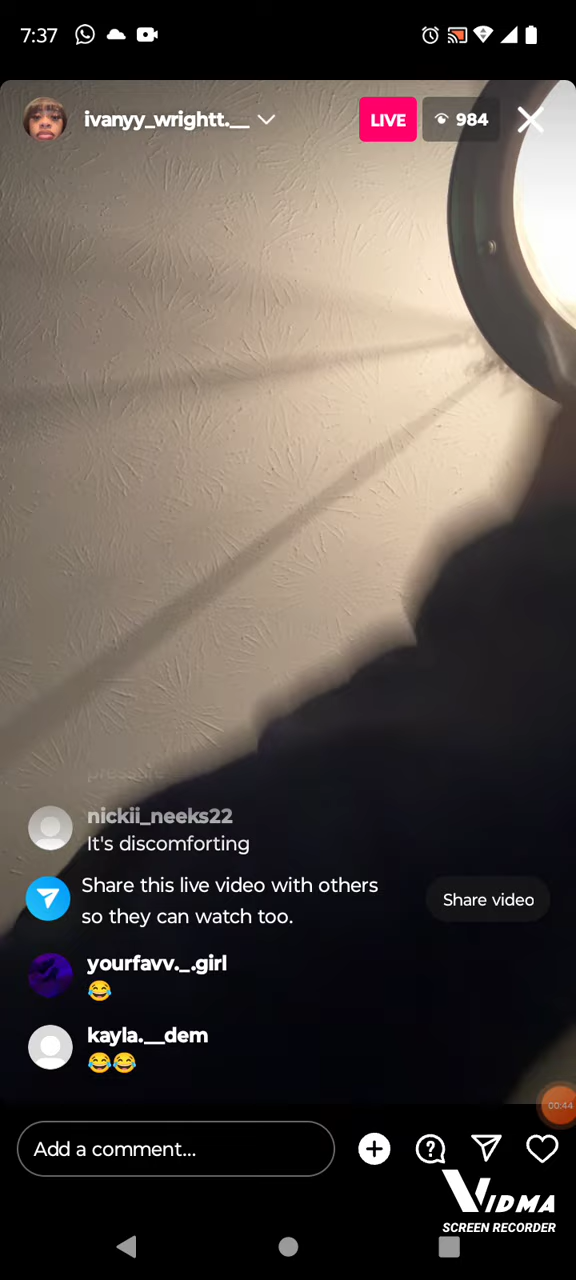 7:37
ivanyy_wrightt.__
LIVE
984
pressure
nickii_neeks22
It's discomforting
Share this live video with others
so they can watch too.
Share video
yourfavv._.girl
😂
kayla.__dem
😂😂
00:44
Add a comment...
VIDMA
SCREEN RECORDER